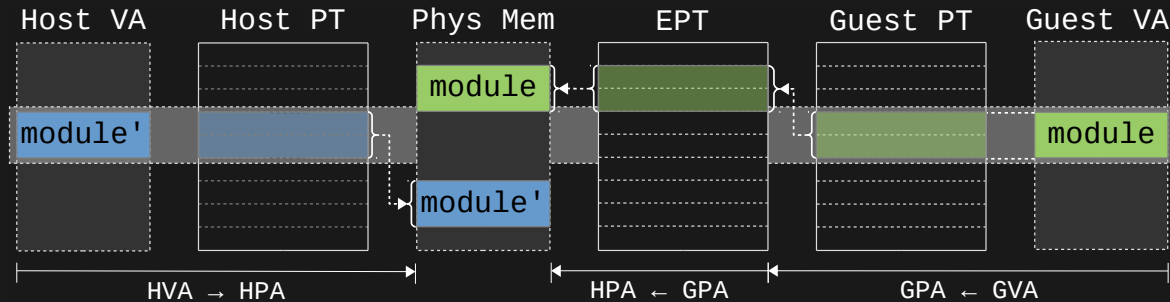 Host VA Host PT Phys Mem EPT Guest PT Guest VA
module
module' module
module'
HVA → HPA HPA ← GPA GPA ← GVA